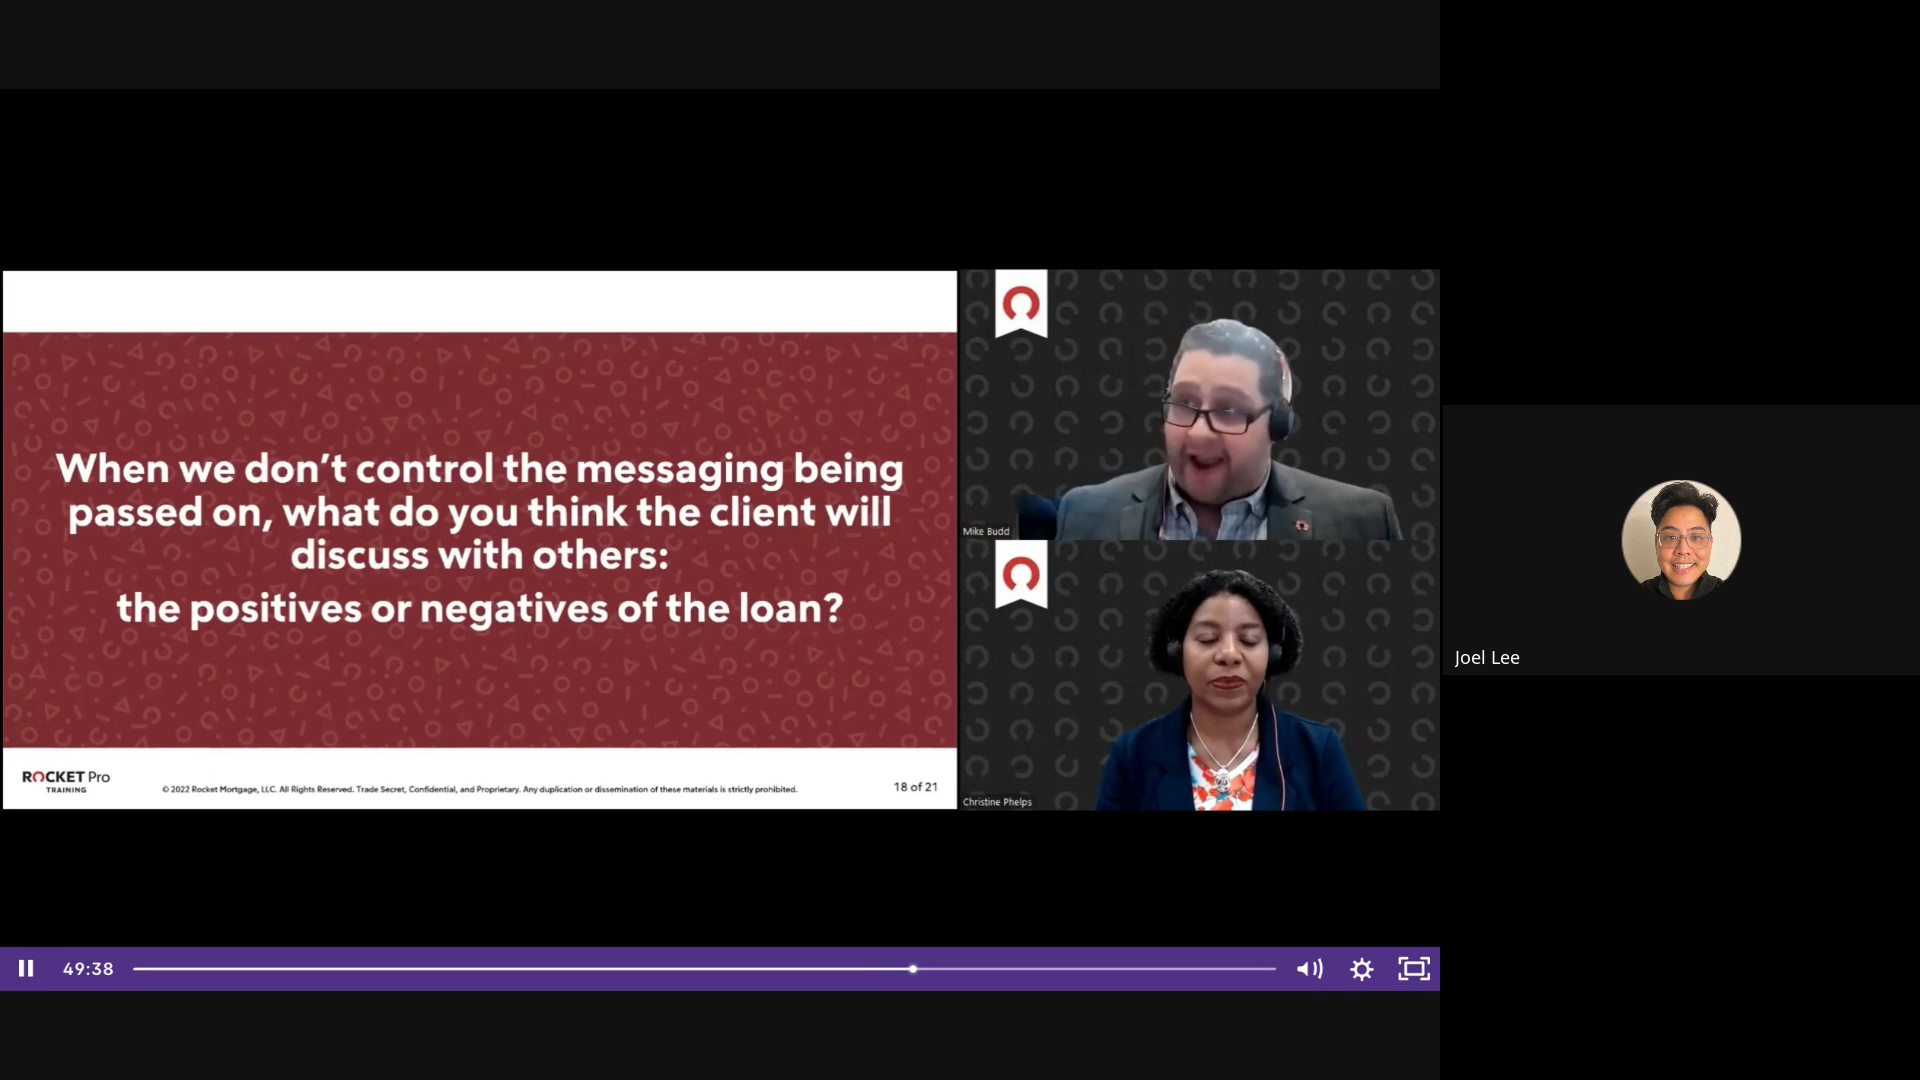 When we don’t control the messaging being
passed on, what do you think the client will
discuss with others:
the positives or negatives of the loan?
ROCKET Pro
TRAINING
© 2022 Rocket Mortgage, LLC. All Rights Reserved. Trade Secret, Confidential, and Proprietary. Any duplication or dissemination of these materials is strictly prohibited.
18 of 21
Mike Budd
Christine Phelps
Joel Lee
49:38